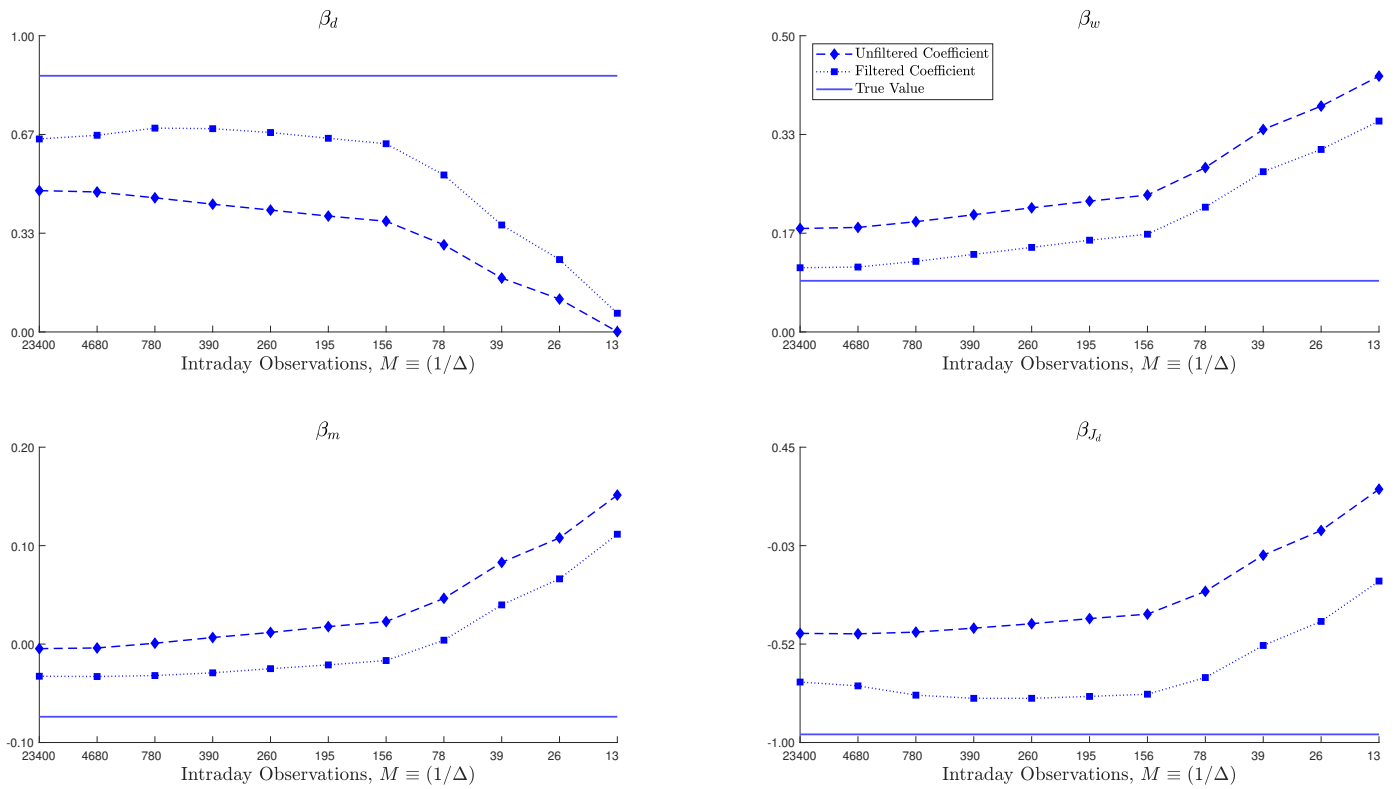 β_d
1.00
0.67
0.33
0.00
23400 4680 780 390 260 195 156 78 39 26 13
Intraday Observations, M ≡ (1/Δ)
β_w
0.50
Unfiltered Coefficient
Filtered Coefficient
True Value
0.33
0.17
0.00
23400 4680 780 390 260 195 156 78 39 26 13
Intraday Observations, M ≡ (1/Δ)
β_m
0.20
0.10
0.00
-0.10
23400 4680 780 390 260 195 156 78 39 26 13
Intraday Observations, M ≡ (1/Δ)
β_{J_d}
0.45
-0.03
-0.52
-1.00
23400 4680 780 390 260 195 156 78 39 26 13
Intraday Observations, M ≡ (1/Δ)